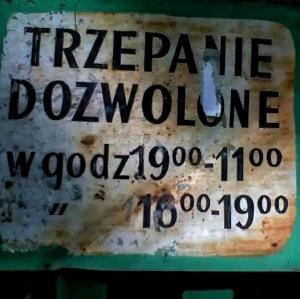 TRZEPANIE
DOZWOLONE
w godz 19⁰⁰-11⁰⁰
„ 16⁰⁰-19⁰⁰